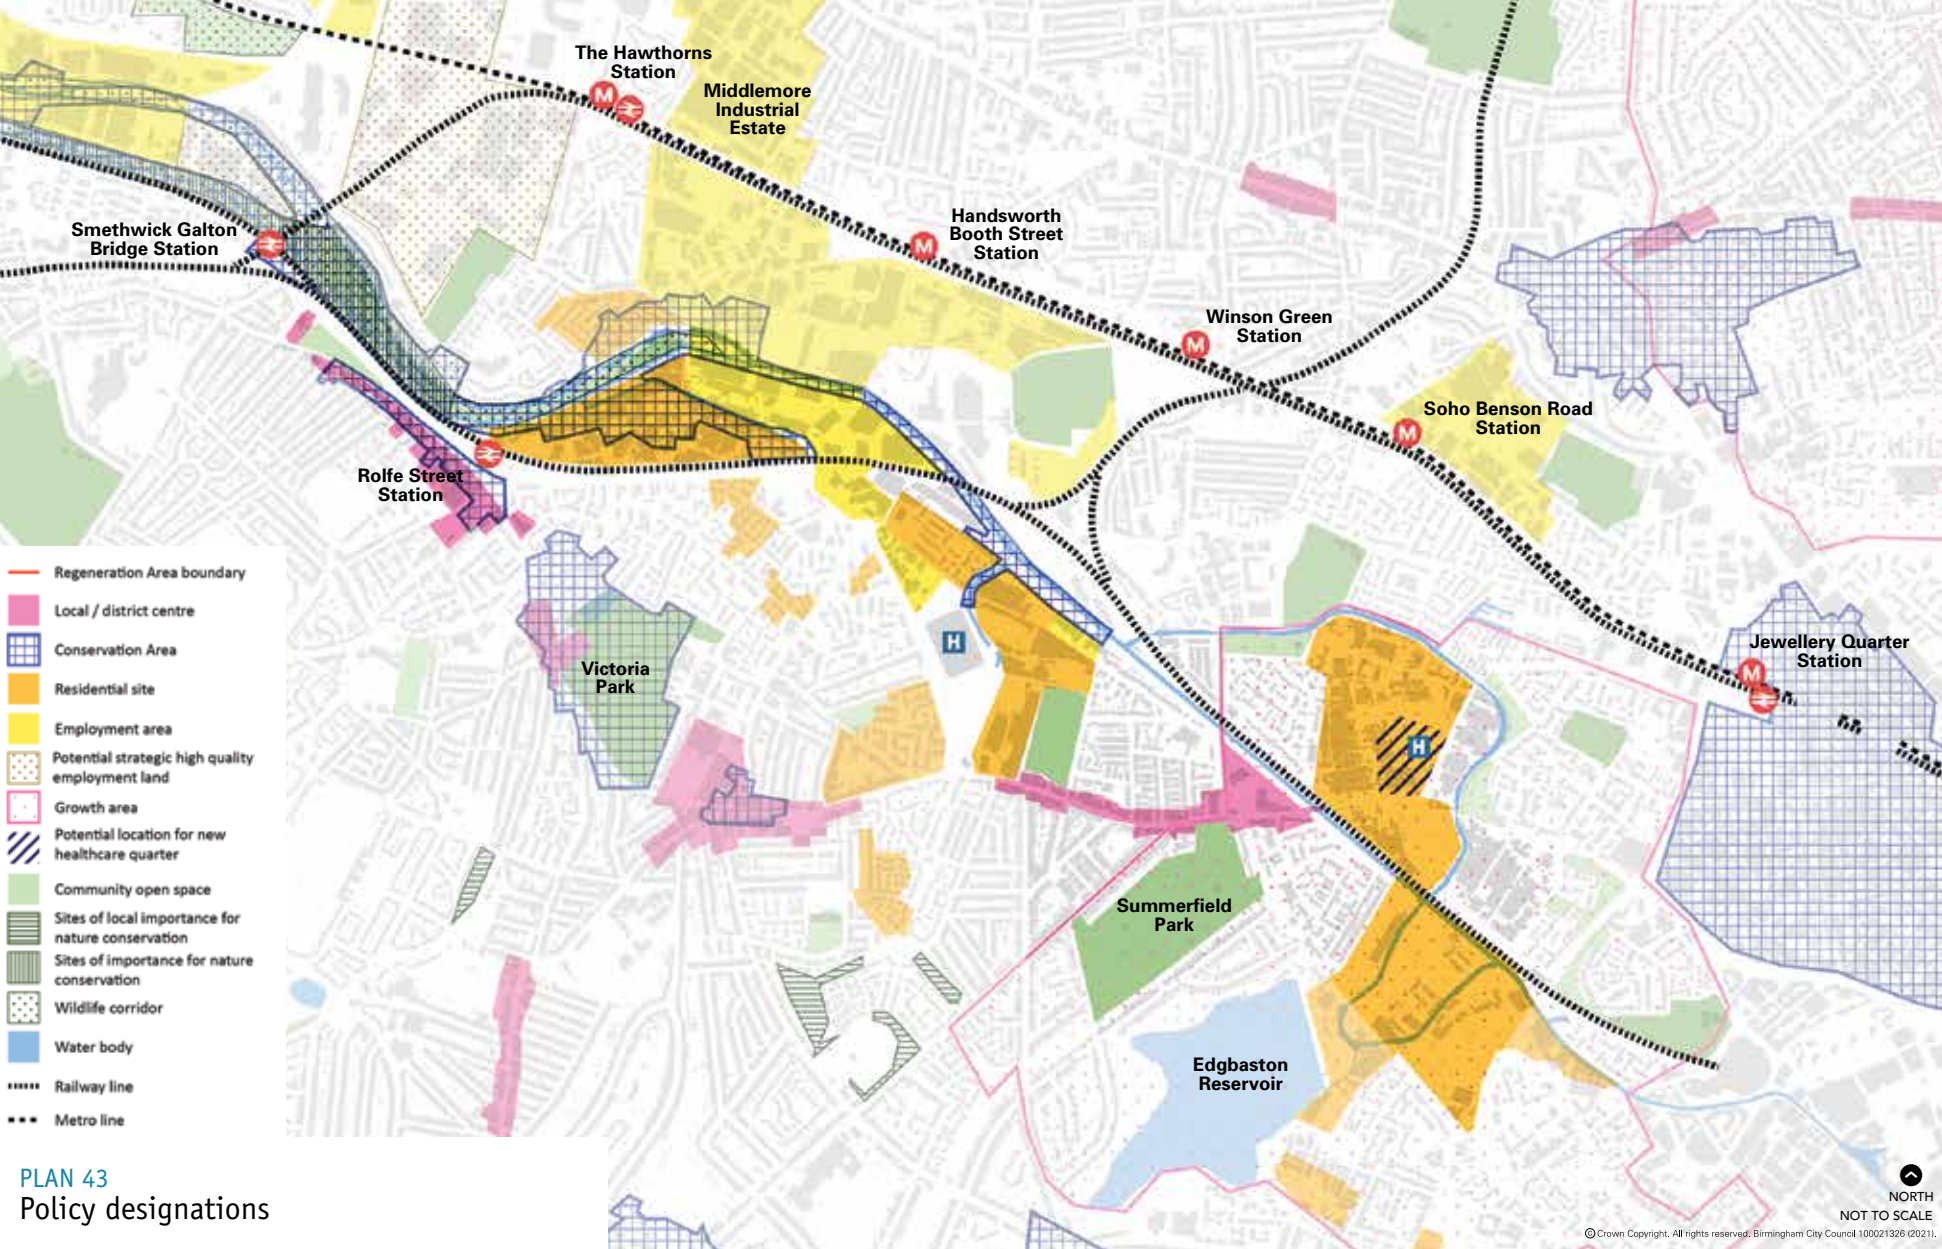 The Hawthorns
Station
M
Middlemore
Industrial
Estate
Smethwick Galton
Bridge Station
Handsworth
Booth Street
Station
M
Winson Green
Station
M
Soho Benson Road
Station
M
Rolfe Street
Station
Jewellery Quarter
Station
M
H
Victoria
Park
H
Summerfield
Park
Edgbaston
Reservoir
Regeneration Area boundary
Local / district centre
Conservation Area
Residential site
Employment area
Potential strategic high quality
employment land
Growth area
Potential location for new
healthcare quarter
Community open space
Sites of local importance for
nature conservation
Sites of importance for nature
conservation
Wildlife corridor
Water body
Railway line
Metro line
PLAN 43
Policy designations
NORTH
NOT TO SCALE
© Crown Copyright. All rights reserved. Birmingham City Council 100021326 (2021).